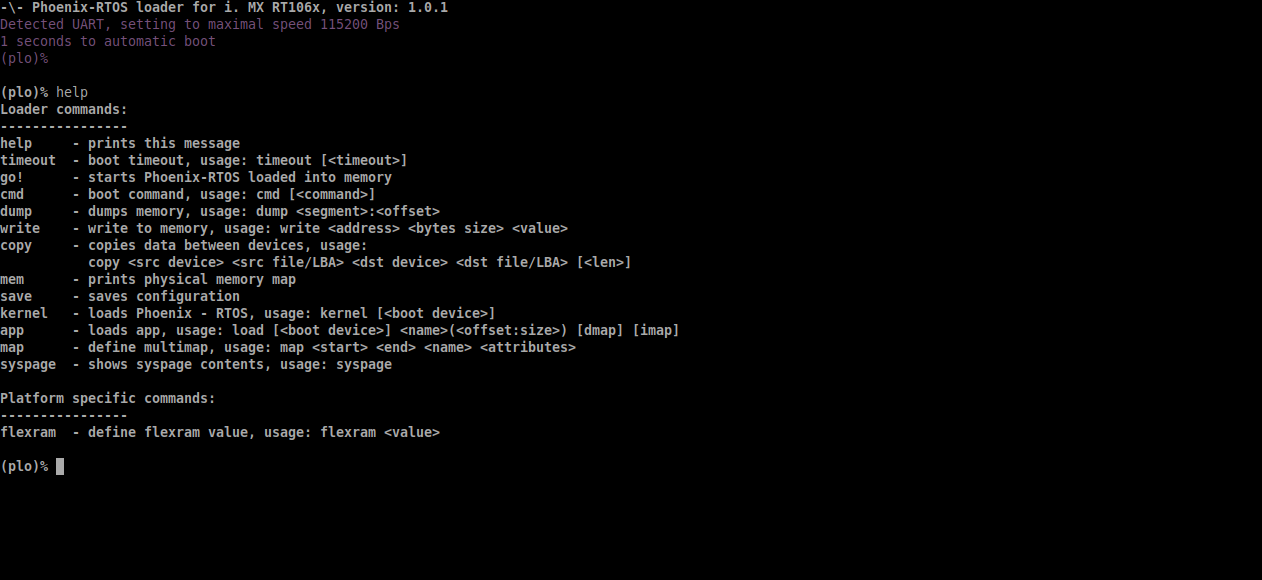 -\- Phoenix-RTOS loader for i. MX RT106x, version: 1.0.1
Detected UART, setting to maximal speed 115200 Bps
1 seconds to automatic boot
(plo)%
(plo)% help
Loader commands:
----------------
help     - prints this message
timeout  - boot timeout, usage: timeout [<timeout>]
go!      - starts Phoenix-RTOS loaded into memory
cmd      - boot command, usage: cmd [<command>]
dump     - dumps memory, usage: dump <segment>:<offset>
write    - write to memory, usage: write <address> <bytes size> <value>
copy     - copies data between devices, usage:
           copy <src device> <src file/LBA> <dst device> <dst file/LBA> [<len>]
mem      - prints physical memory map
save     - saves configuration
kernel   - loads Phoenix - RTOS, usage: kernel [<boot device>]
app      - loads app, usage: load [<boot device>] <name>(<offset:size>) [dmap] [imap]
map      - define multimap, usage: map <start> <end> <name> <attributes>
syspage  - shows syspage contents, usage: syspage
Platform specific commands:
----------------
flexram  - define flexram value, usage: flexram <value>
(plo)%